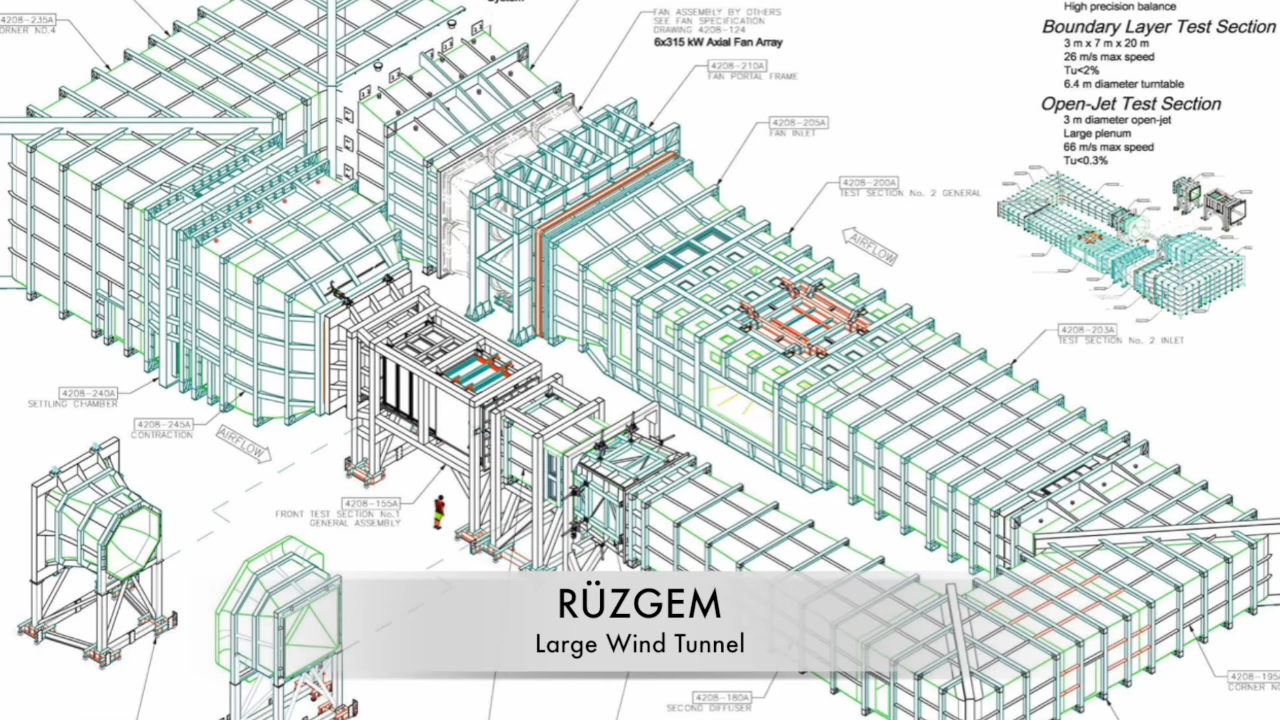 System
High precision balance
Boundary Layer Test Section
3 m x 7 m x 20 m
26 m/s max speed
Tu<2%
6.4 m diameter turntable
Open-Jet Test Section
3 m diameter open-jet
Large plenum
66 m/s max speed
Tu<0.3%
4208-235A
CORNER NO.4
FAN ASSEMBLY BY OTHERS
SEE FAN SPECIFICATION
DRAWING 4208-124
6x315 kW Axial Fan Array
4208-210A
FAN PORTAL FRAME
4208-205A
FAN INLET
4208-200A
TEST SECTION No. 2 GENERAL
AIRFLOW
4208-203A
TEST SECTION No. 2 INLET
4208-240A
SETTLING CHAMBER
4208-245A
CONTRACTION
AIRFLOW
4208-155A
FRONT TEST SECTION No.1
GENERAL ASSEMBLY
RÜZGEM
Large Wind Tunnel
4208-180A
SECOND DIFFUSER
4208-195A
CORNER